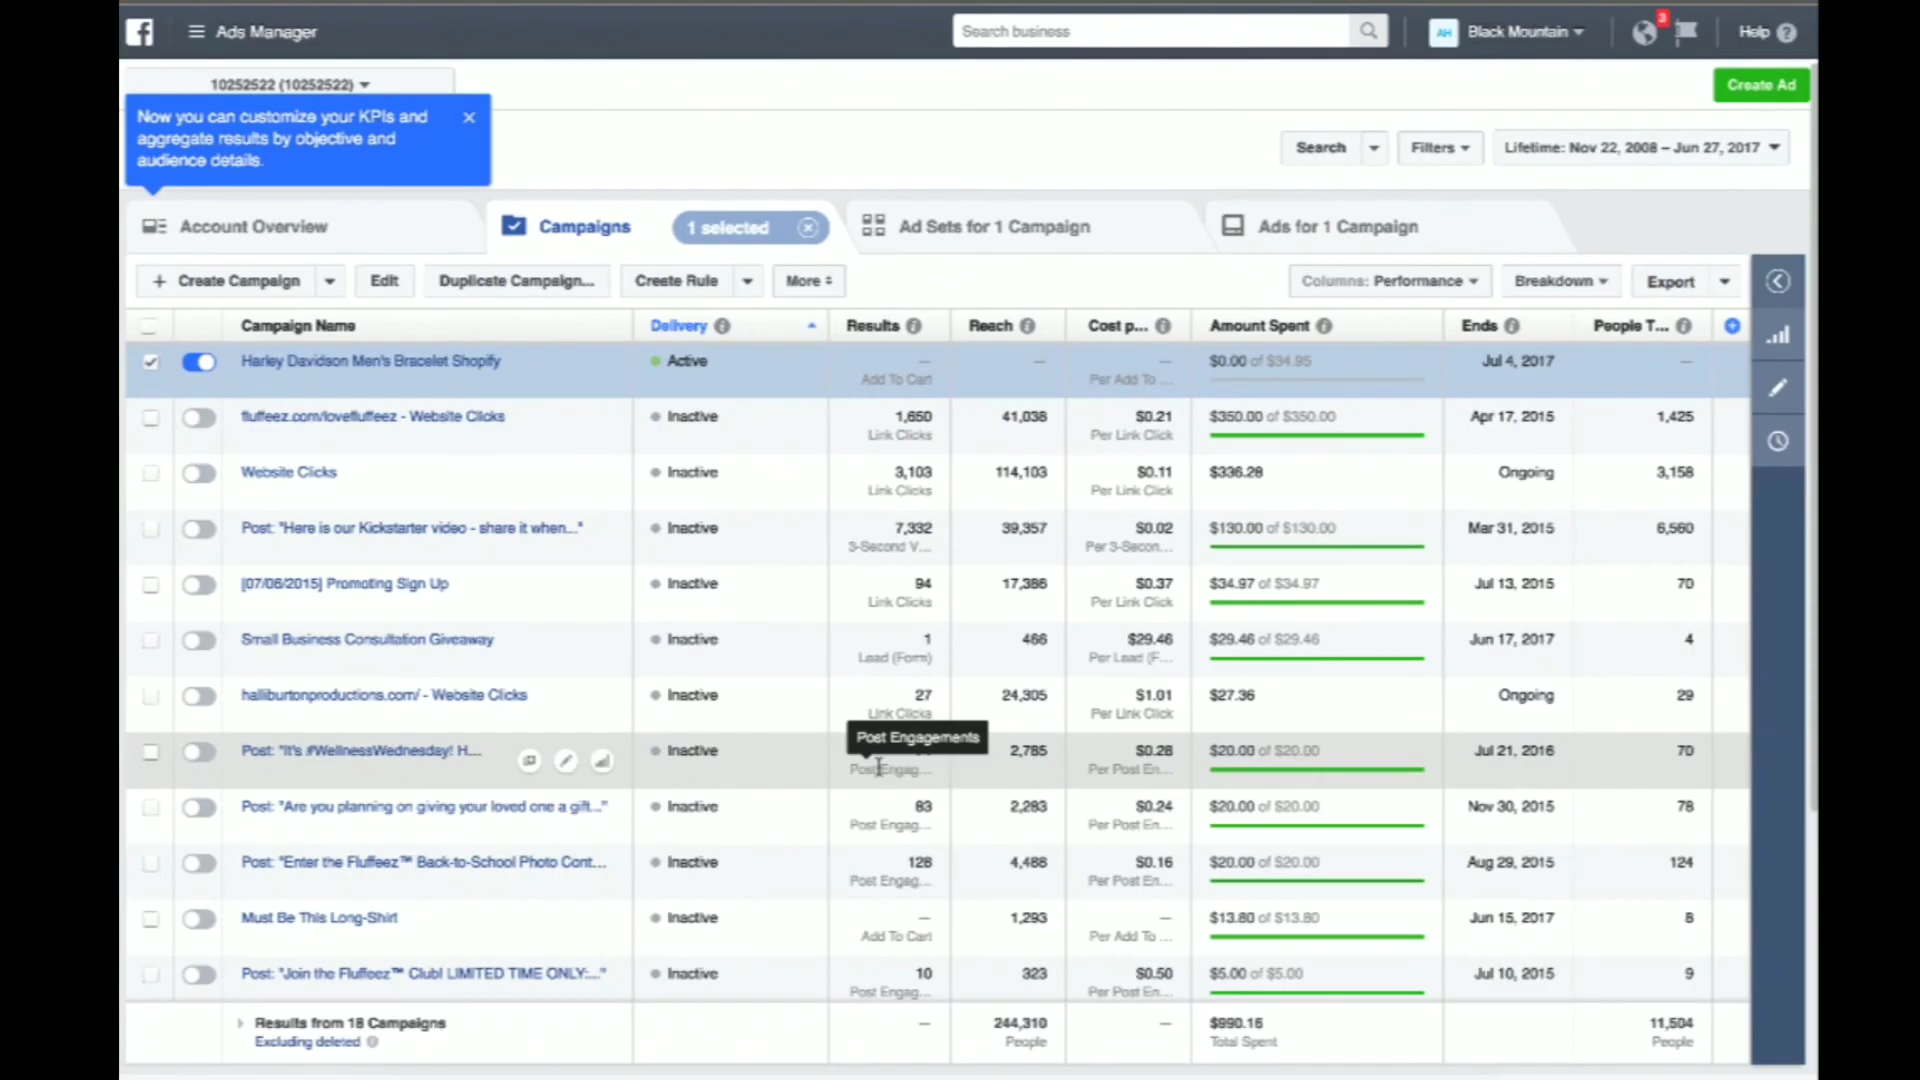 Ads Manager
Search business
AH
Black Mountain
3
Help
10252522 (10252522)
Create Ad
Now you can customize your KPIs and
aggregate results by objective and
audience details.
Search
Filters
Lifetime: Nov 22, 2008 – Jun 27, 2017
Account Overview
Campaigns
1 selected
Ad Sets for 1 Campaign
Ads for 1 Campaign
+ Create Campaign
Edit
Duplicate Campaign...
Create Rule
More
Columns: Performance
Breakdown
Export
Campaign Name Delivery Results Reach Cost p... Amount Spent Ends People T...
Harley Davidson Men's Bracelet Shopify Active — — — $0.00 of $34.95 Jul 4, 2017 —
Add To Cart Per Add To ...
fluffeez.com/lovefluffeez - Website Clicks Inactive 1,650 41,036 $0.21 $350.00 of $350.00 Apr 17, 2015 1,425
Link Clicks Per Link Click
Website Clicks Inactive 3,103 114,103 $0.11 $336.28 Ongoing 3,158
Link Clicks Per Link Click
Post: "Here is our Kickstarter video - share it when..." Inactive 7,332 39,357 $0.02 $130.00 of $130.00 Mar 31, 2015 6,560
3-Second V... Per 3-Secon...
[07/06/2015] Promoting Sign Up Inactive 94 17,386 $0.37 $34.97 of $34.97 Jul 13, 2015 70
Link Clicks Per Link Click
Small Business Consultation Giveaway Inactive 1 466 $29.46 $29.46 of $29.46 Jun 17, 2017 4
Lead (Form) Per Lead (F...
halliburtonproductions.com/ - Website Clicks Inactive 27 24,305 $1.01 $27.36 Ongoing 29
Link Clicks Per Link Click
Post Engagements
Post: "It's #WellnessWednesday! H... Inactive 2,785 $0.28 $20.00 of $20.00 Jul 21, 2016 70
Post Engag... Per Post En...
Post: "Are you planning on giving your loved one a gift..." Inactive 83 2,283 $0.24 $20.00 of $20.00 Nov 30, 2015 78
Post Engag... Per Post En...
Post: "Enter the Fluffeez™ Back-to-School Photo Cont... Inactive 128 4,488 $0.16 $20.00 of $20.00 Aug 29, 2015 124
Post Engag... Per Post En...
Must Be This Long-Shirt Inactive — 1,293 — $13.80 of $13.80 Jun 15, 2017 8
Add To Cart Per Add To ...
Post: "Join the Fluffeez™ Club! LIMITED TIME ONLY:..." Inactive 10 323 $0.50 $5.00 of $5.00 Jul 10, 2015 9
Post Engag... Per Post En...
Results from 18 Campaigns — 244,310 — $990.16 11,504
Excluding deleted People Total Spent People